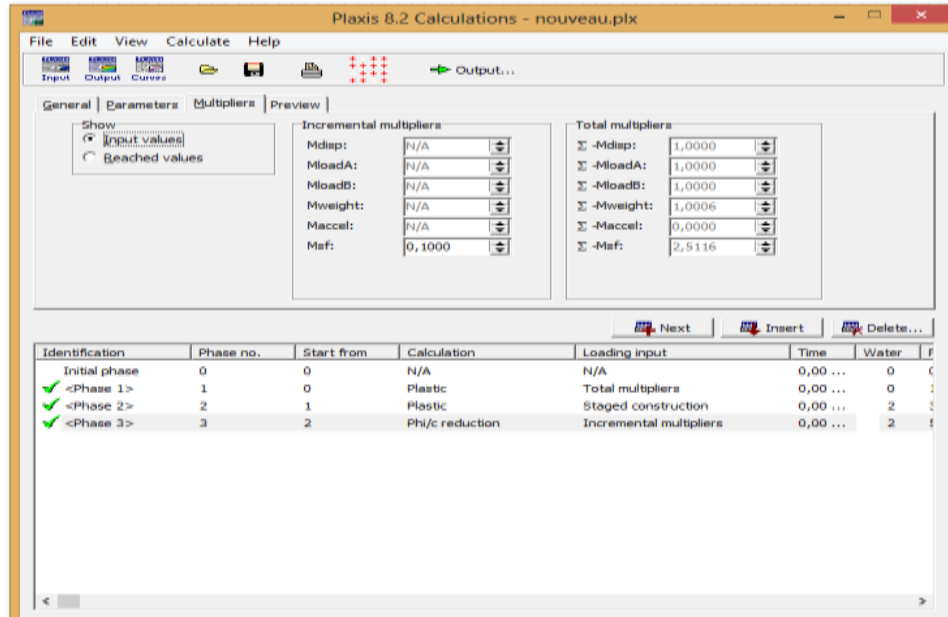 Plaxis 8.2 Calculations - nouveau.plx
File Edit View Calculate Help
Input Output Curves Output...
General Parameters Multipliers Preview
Show
Input values
Reached values
Incremental multipliers
Mdisp: N/A
MloadA: N/A
MloadB: N/A
Mweight: N/A
Maccel: N/A
Msf: 0,1000
Total multipliers
Σ -Mdisp: 1,0000
Σ -MloadA: 1,0000
Σ -MloadB: 1,0000
Σ -Mweight: 1,0006
Σ -Maccel: 0,0000
Σ -Msf: 2,5116
Next Insert Delete...
Identification Phase no. Start from Calculation Loading input Time Water
Initial phase 0 0 N/A N/A 0,00 ... 0
<Phase 1> 1 0 Plastic Total multipliers 0,00 ... 0
<Phase 2> 2 1 Plastic Staged construction 0,00 ... 2
<Phase 3> 3 2 Phi/c reduction Incremental multipliers 0,00 ... 2